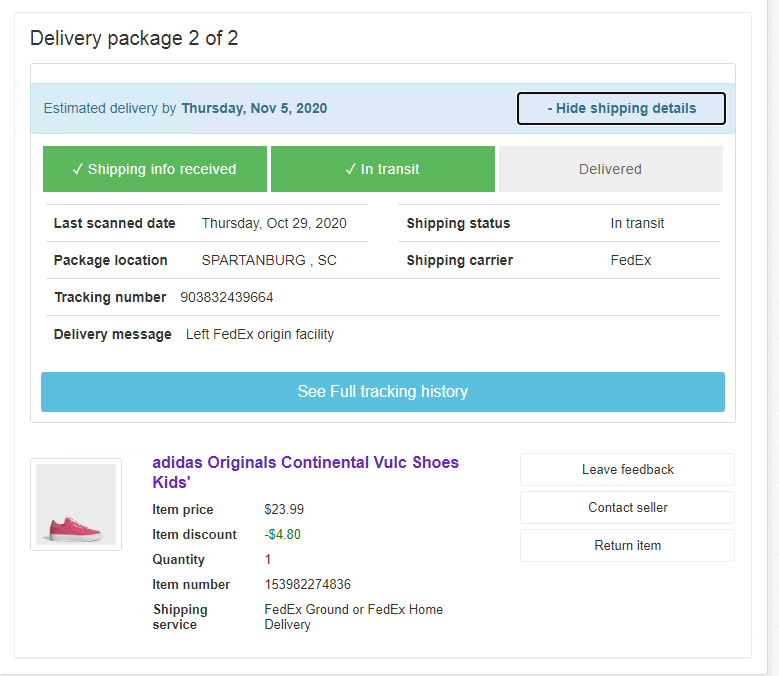 Delivery package 2 of 2
Estimated delivery by Thursday, Nov 5, 2020
- Hide shipping details
✓ Shipping info received
✓ In transit
Delivered
Last scanned date Thursday, Oct 29, 2020
Shipping status In transit
Package location SPARTANBURG , SC
Shipping carrier FedEx
Tracking number 903832439664
Delivery message Left FedEx origin facility
See Full tracking history
adidas Originals Continental Vulc Shoes
Kids'
Item price $23.99
Item discount -$4.80
Quantity 1
Item number 153982274836
Shipping service FedEx Ground or FedEx Home
Delivery
Leave feedback
Contact seller
Return item